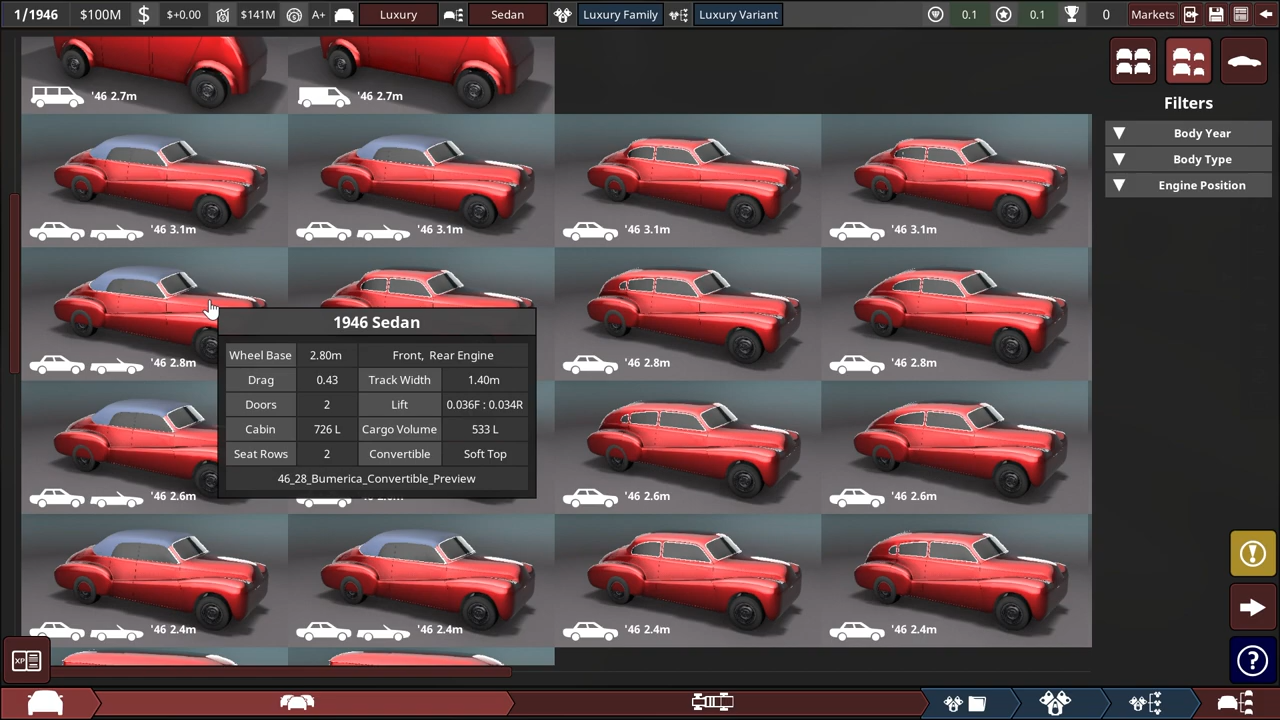 1/1946 $ $+0.00 $100M $141M A+ Luxury Sedan Luxury Family Luxury Variant 0.1 0.1 0 Markets
Filters
Body Year
Body Type
Engine Position
'46 2.7m '46 2.7m
'46 3.1m '46 3.1m '46 3.1m '46 3.1m
'46 2.8m '46 2.8m '46 2.8m
1946 Sedan
Wheel Base 2.80m Front, Rear Engine
Drag 0.43 Track Width 1.40m
Doors 2 Lift 0.036F : 0.034R
Cabin 726 L Cargo Volume 533 L
Seat Rows 2 Convertible Soft Top
46_28_Bumerica_Convertible_Preview
'46 2.6m '46 2.6m '46 2.6m
'46 2.4m '46 2.4m '46 2.4m '46 2.4m
XP
?